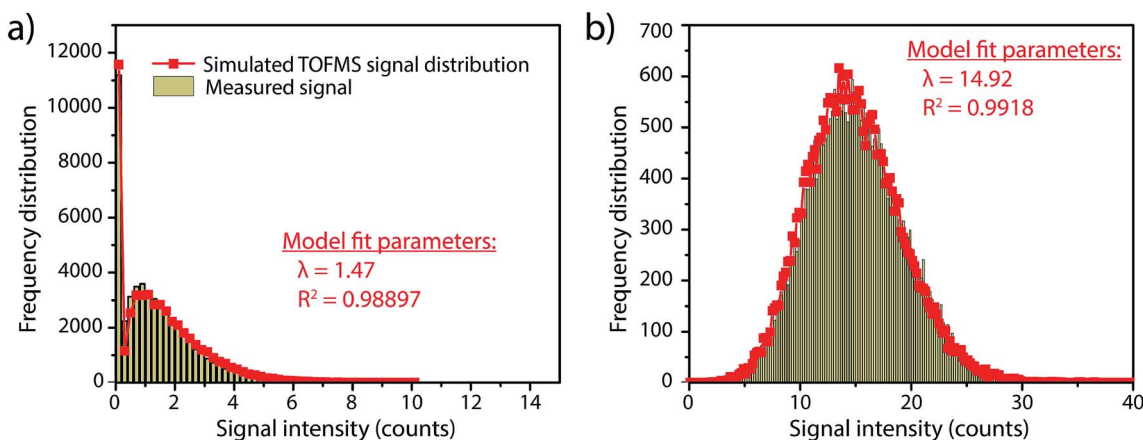 a)
12000
10000
8000
6000
4000
2000
0
Frequency distribution
Simulated TOFMS signal distribution
Measured signal
Model fit parameters:
λ = 1.47
R² = 0.98897
0 2 4 6 8 10 12 14
Signal intensity (counts)
b)
700
600
500
400
300
200
100
0
Frequency distribution
Model fit parameters:
λ = 14.92
R² = 0.9918
10 20 30 40
Signal intensity (counts)